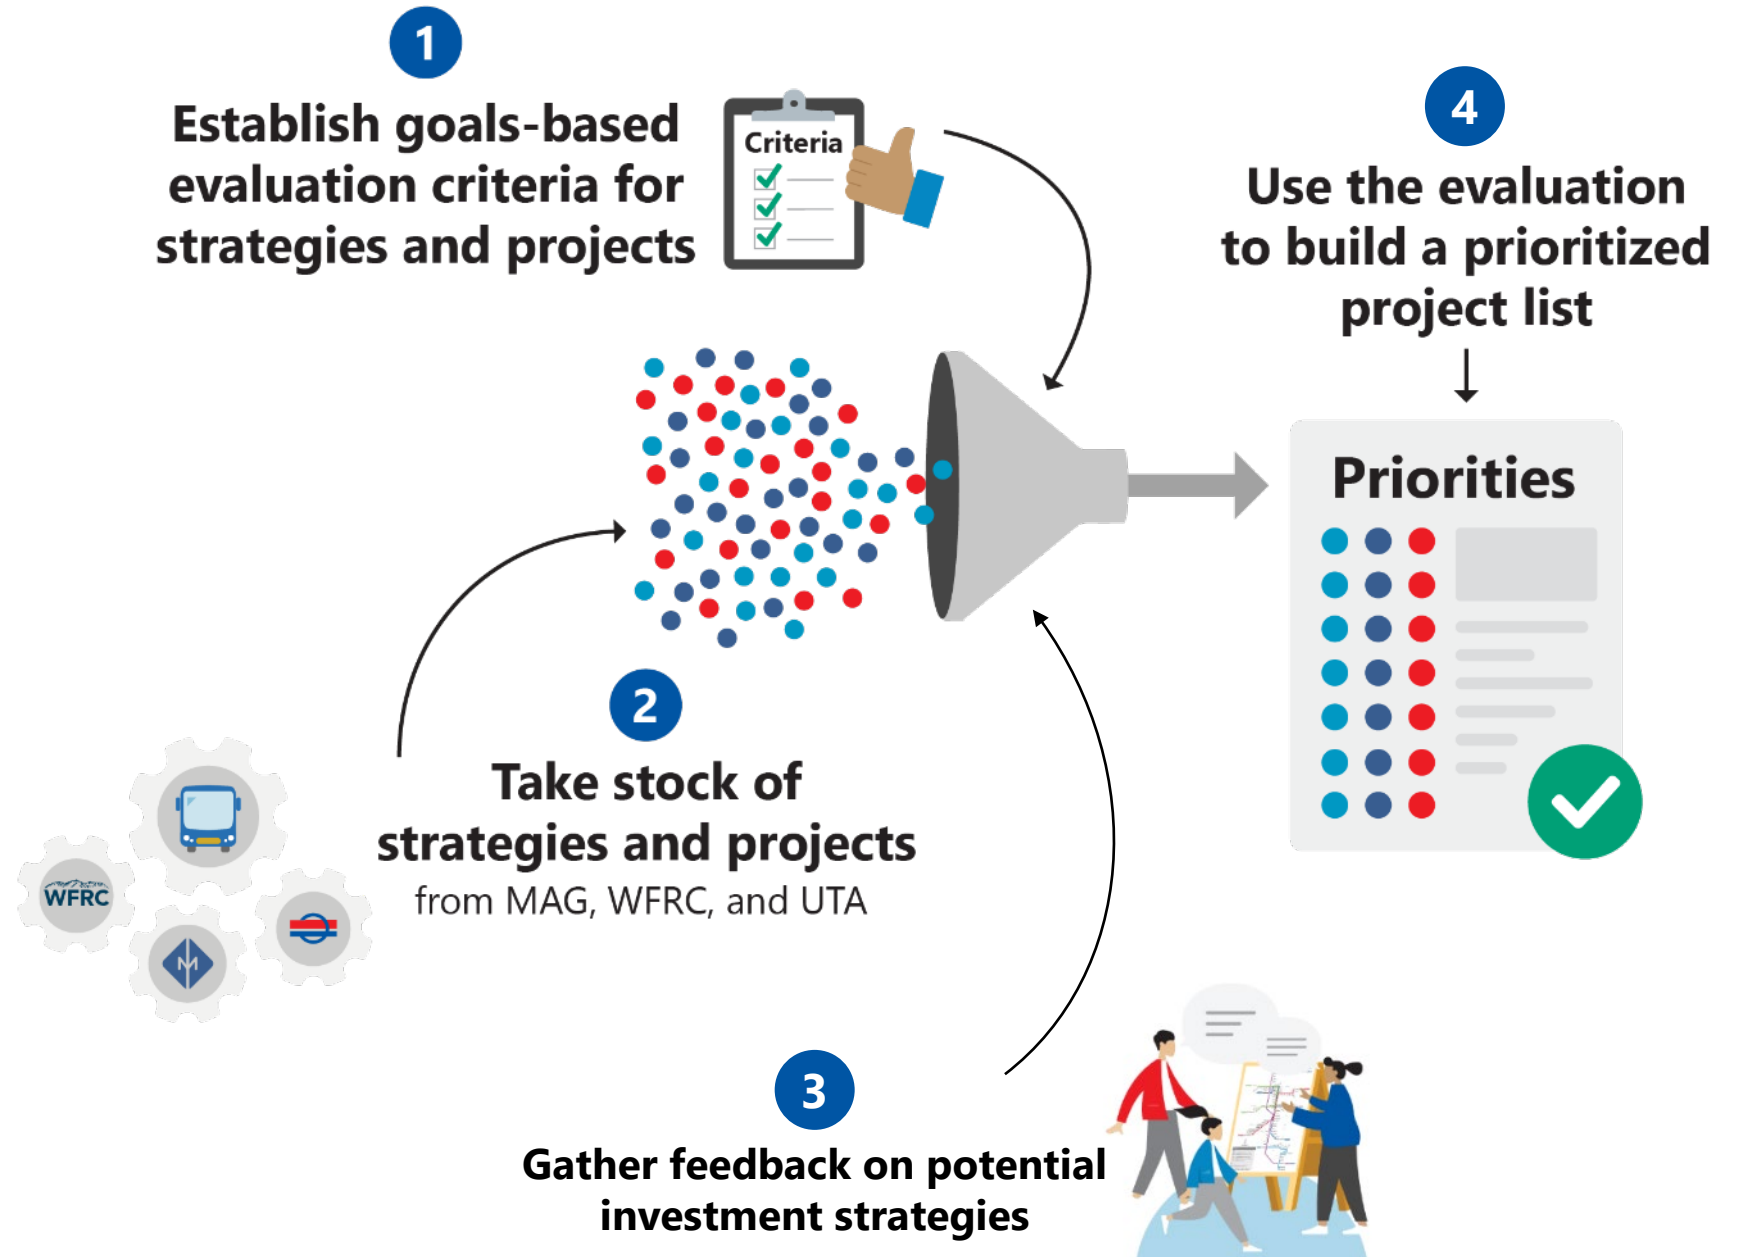 1
Establish goals-based
evaluation criteria for
strategies and projects
Criteria
2
Take stock of
strategies and projects
from MAG, WFRC, and UTA
WFRC
M
3
Gather feedback on potential
investment strategies
4
Use the evaluation
to build a prioritized
project list
Priorities